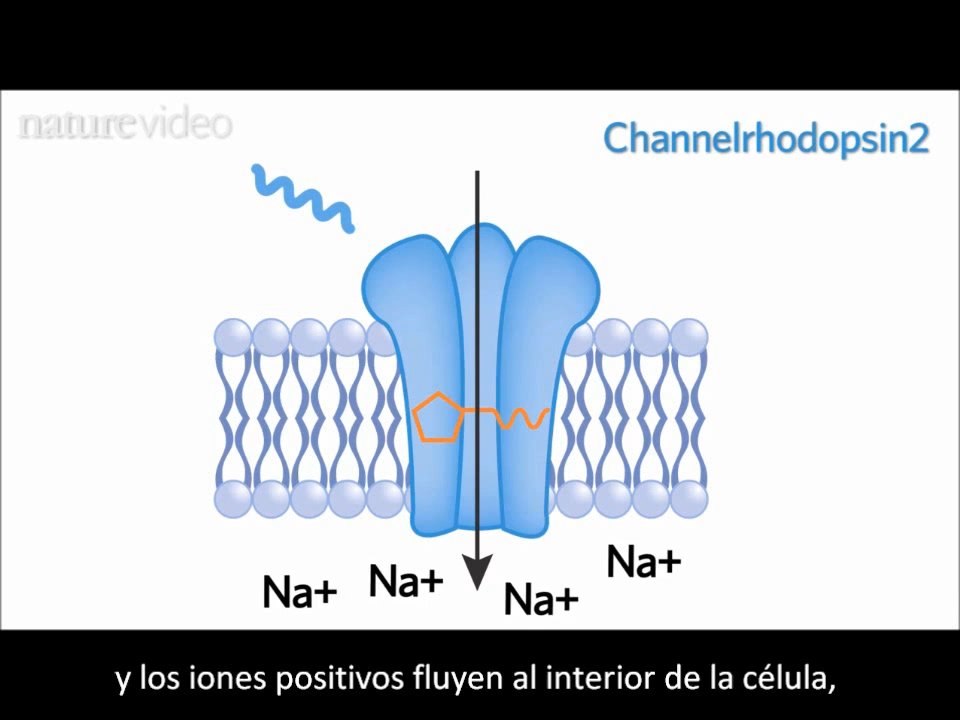 naturevideo
Channelrhodopsin2
Na+ Na+ Na+ Na+
y los iones positivos fluyen al interior de la célula,